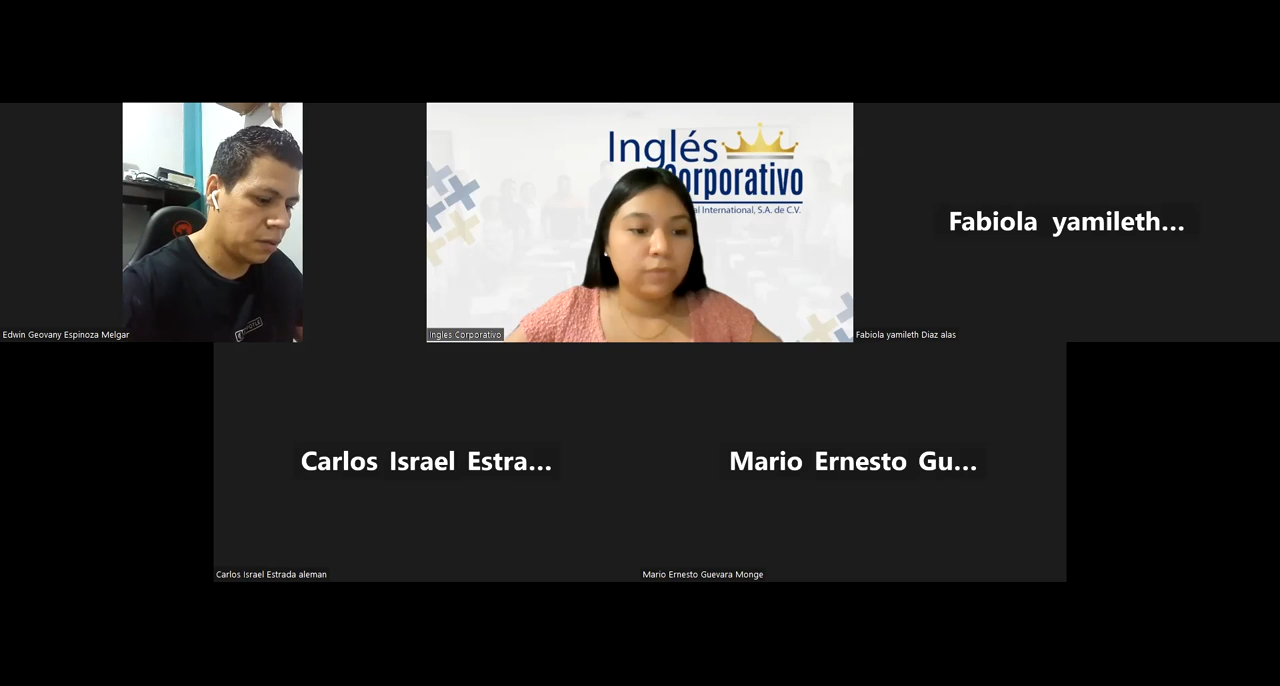 Inglés
Corporativo
al International, S.A. de C.V.
Fabiola yamileth...
Edwin Geovany Espinoza Melgar
Ingles Corporativo
Fabiola yamileth Diaz alas
Carlos Israel Estra...
Mario Ernesto Gu...
Carlos Israel Estrada aleman
Mario Ernesto Guevara Monge